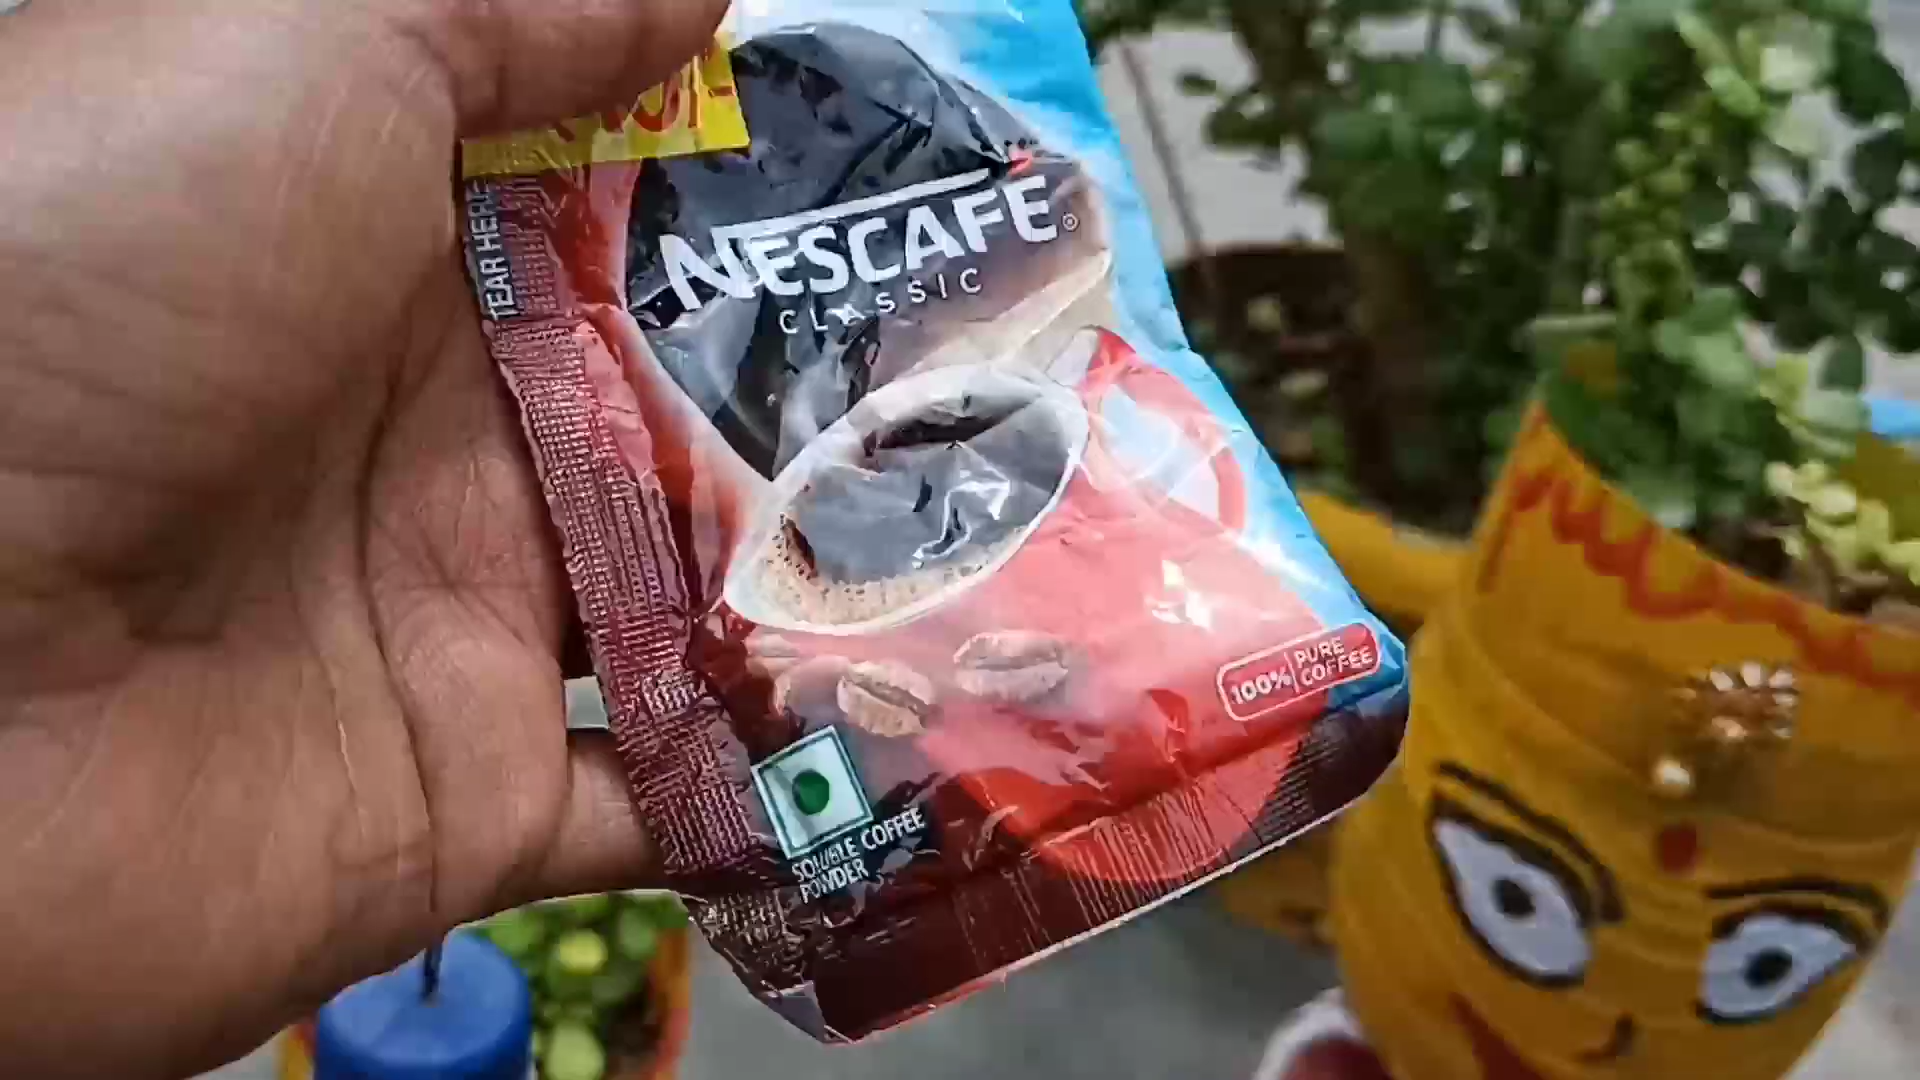 TEAR HERE
NESCAFE®
CLASSIC
100% PURE
COFFEE
SOLUBLE COFFEE
POWDER